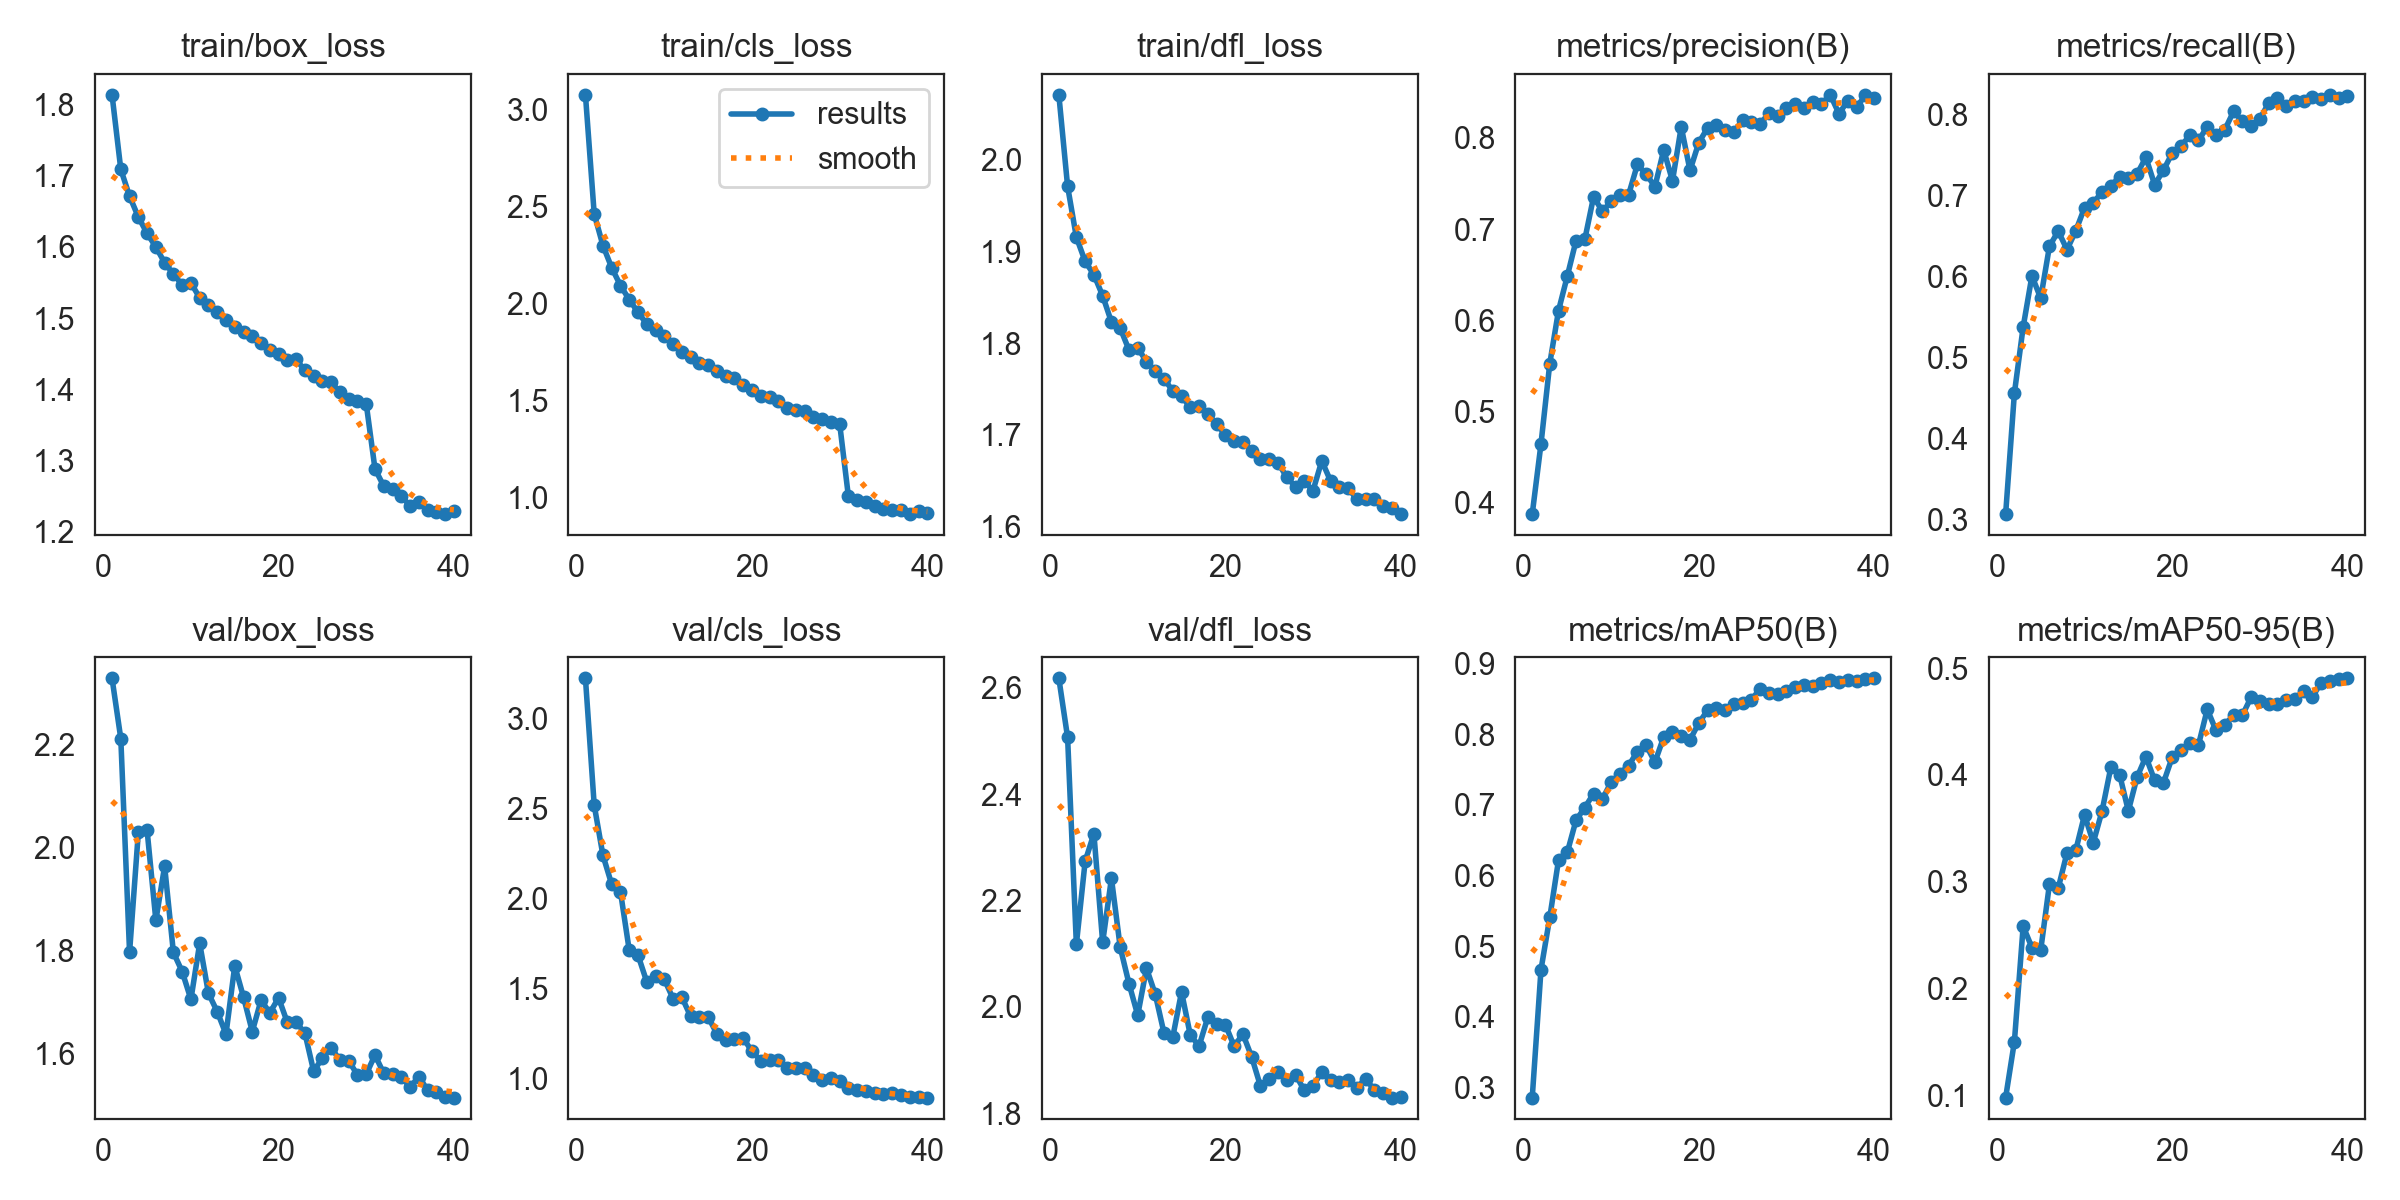 train/box_loss
1.8
1.7
1.6
1.5
1.4
1.3
1.2
0 20 40
train/cls_loss
results
smooth
3.0
2.5
2.0
1.5
1.0
0 20 40
train/dfl_loss
2.0
1.9
1.8
1.7
1.6
0 20 40
metrics/precision(B)
0.8
0.7
0.6
0.5
0.4
0 20 40
metrics/recall(B)
0.8
0.7
0.6
0.5
0.4
0.3
0 20 40
val/box_loss
2.2
2.0
1.8
1.6
0 20 40
val/cls_loss
3.0
2.5
2.0
1.5
1.0
0 20 40
val/dfl_loss
2.6
2.4
2.2
2.0
1.8
0 20 40
metrics/mAP50(B)
0.9
0.8
0.7
0.6
0.5
0.4
0.3
0 20 40
metrics/mAP50-95(B)
0.5
0.4
0.3
0.2
0.1
0 20 40